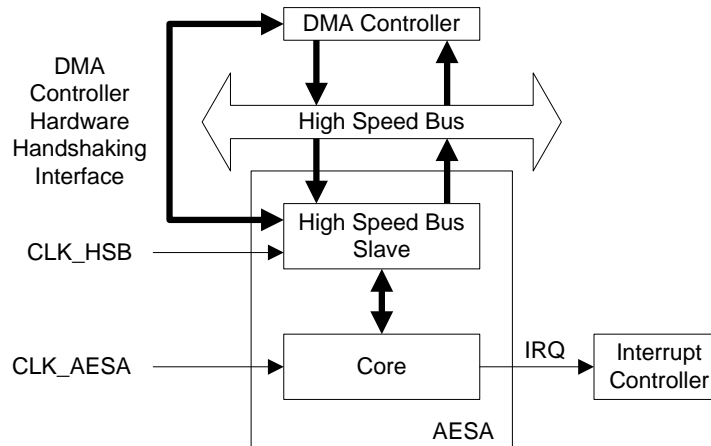 DMA Controller
DMA
Controller
Hardware
Handshaking
Interface
High Speed Bus
High Speed Bus
Slave
CLK_HSB
CLK_AESA
Core
IRQ
Interrupt
Controller
AESA